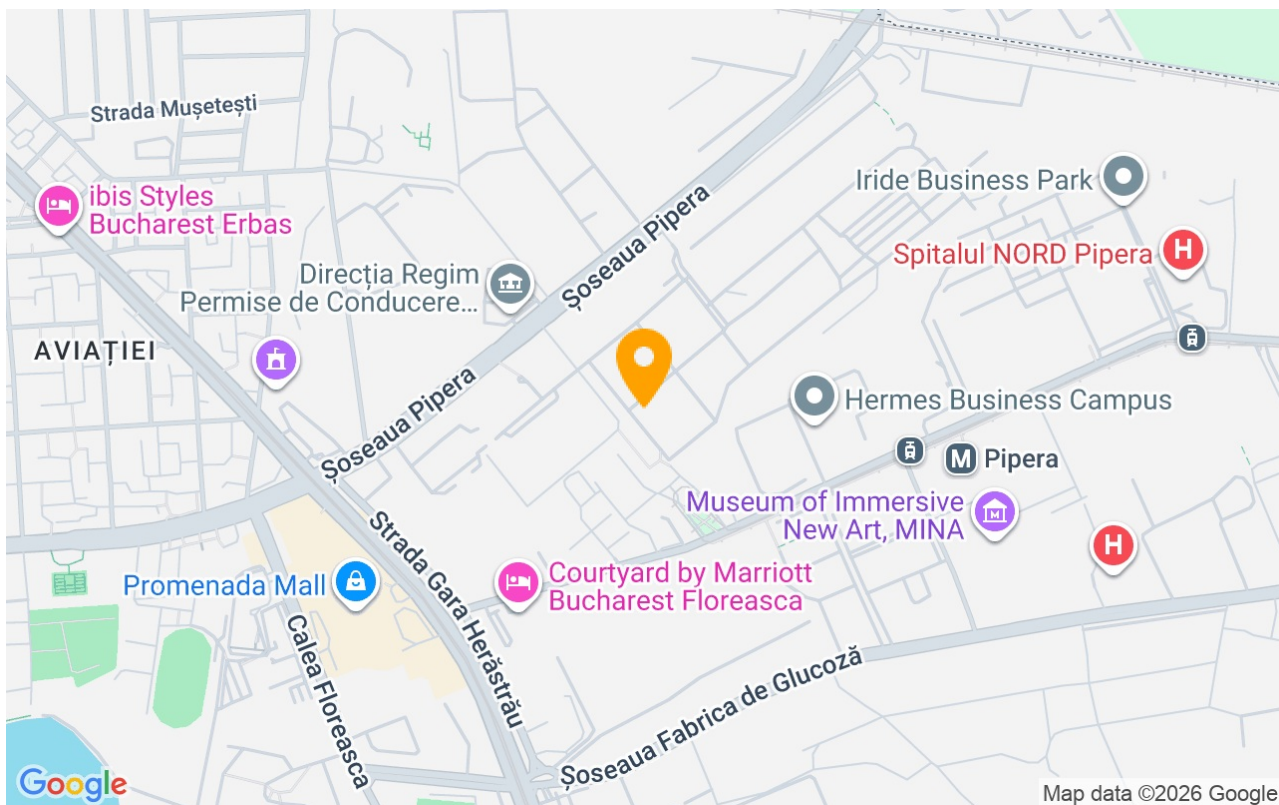 Strada Mușetești
ibis Styles
Bucharest Erbas
Iride Business Park
Șoseaua Pipera
Spitalul NORD Pipera
H
Direcția Regim
Permise de Conducere...
AVIAȚIEI
Șoseaua Pipera
Hermes Business Campus
M Pipera
Museum of Immersive
New Art, MINA
M
H
Strada Gara Herăstrău
Promenada Mall
Courtyard by Marriott
Bucharest Floreasca
Calea Floreasca
Șoseaua Fabrica de Glucoză
Google
Map data ©2026 Google